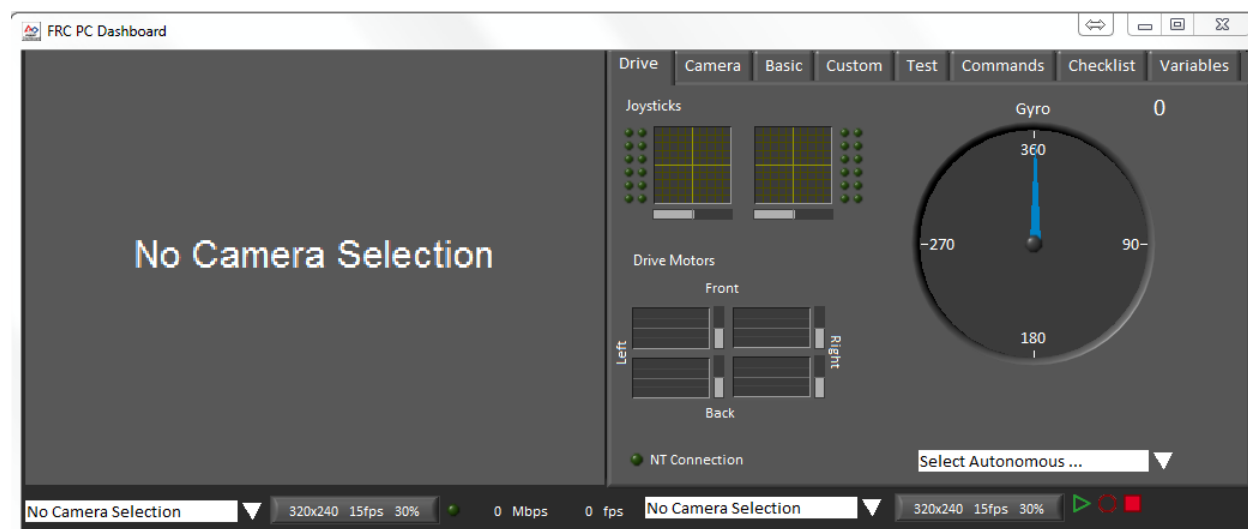 FRC PC Dashboard
Drive Camera Basic Custom Test Commands Checklist Variables
Joysticks
Gyro 0
360
No Camera Selection
270 90
Drive Motors
Front
180
Left
Right
Back
NT Connection
Select Autonomous ...
No Camera Selection 320x240 15fps 30% 0 Mbps 0 fps No Camera Selection 320x240 15fps 30%